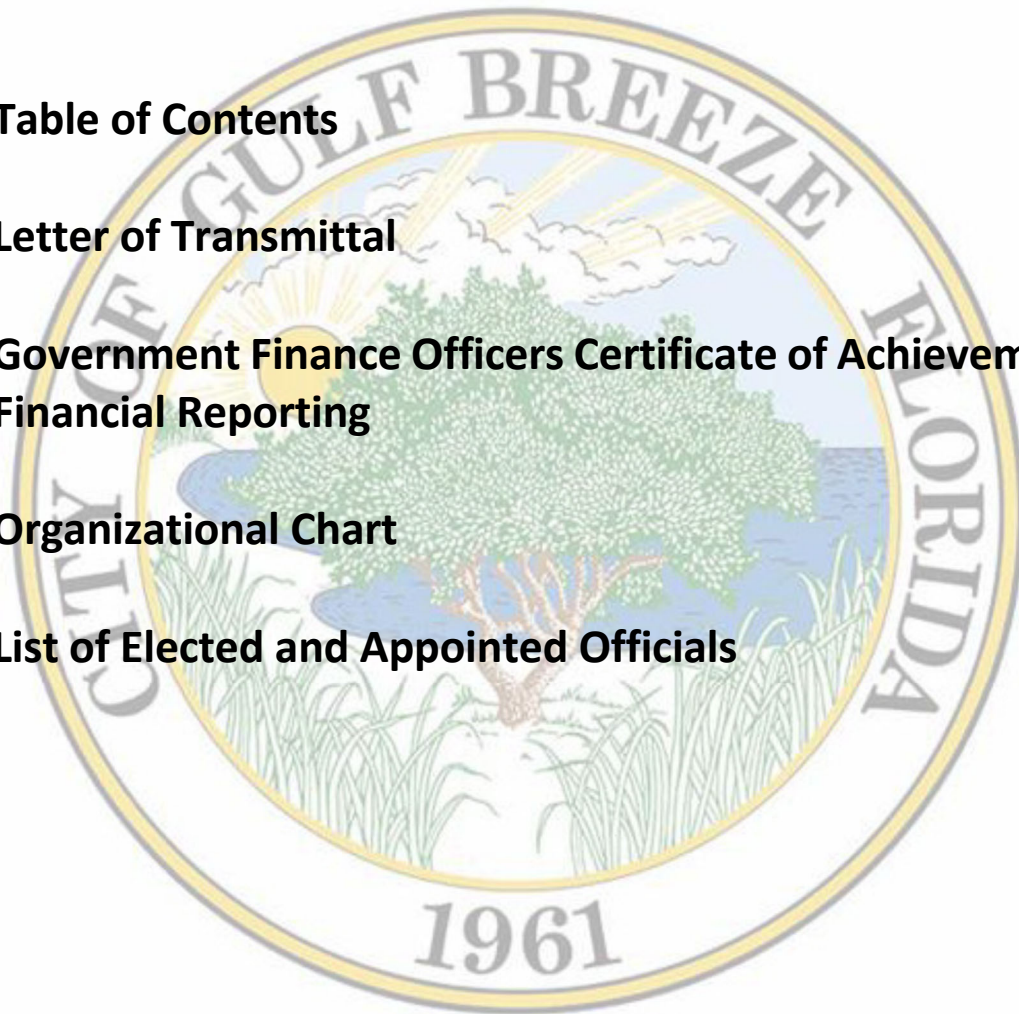 CITY OF GULF BREEZE FLORIDA
Table of Contents
Letter of Transmittal
Government Finance Officers Certificate of Achievem
Financial Reporting
Organizational Chart
List of Elected and Appointed Officials
1961